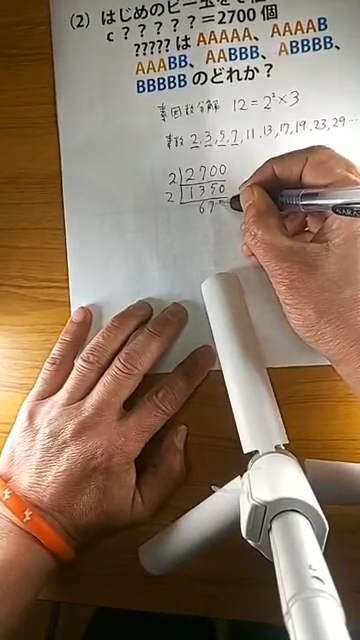 (2) はじめのビー玉を
c？？？？？＝2700 個
?????は AAAAA、AAAAB
AAABB、AABBB、ABBBB、
BBBBB のどれか？
素因数分解 12=2²×3
素数 2,3,5,7,11,13,17,19,23,29…
2)2700
2)1350
67
SARASA